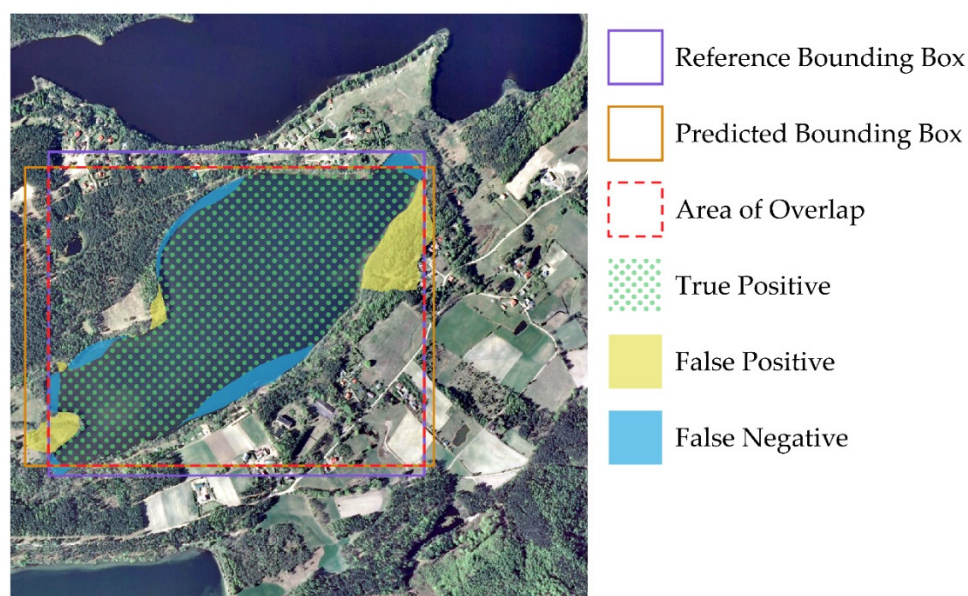 Reference Bounding Box
Predicted Bounding Box
Area of Overlap
True Positive
False Positive
False Negative